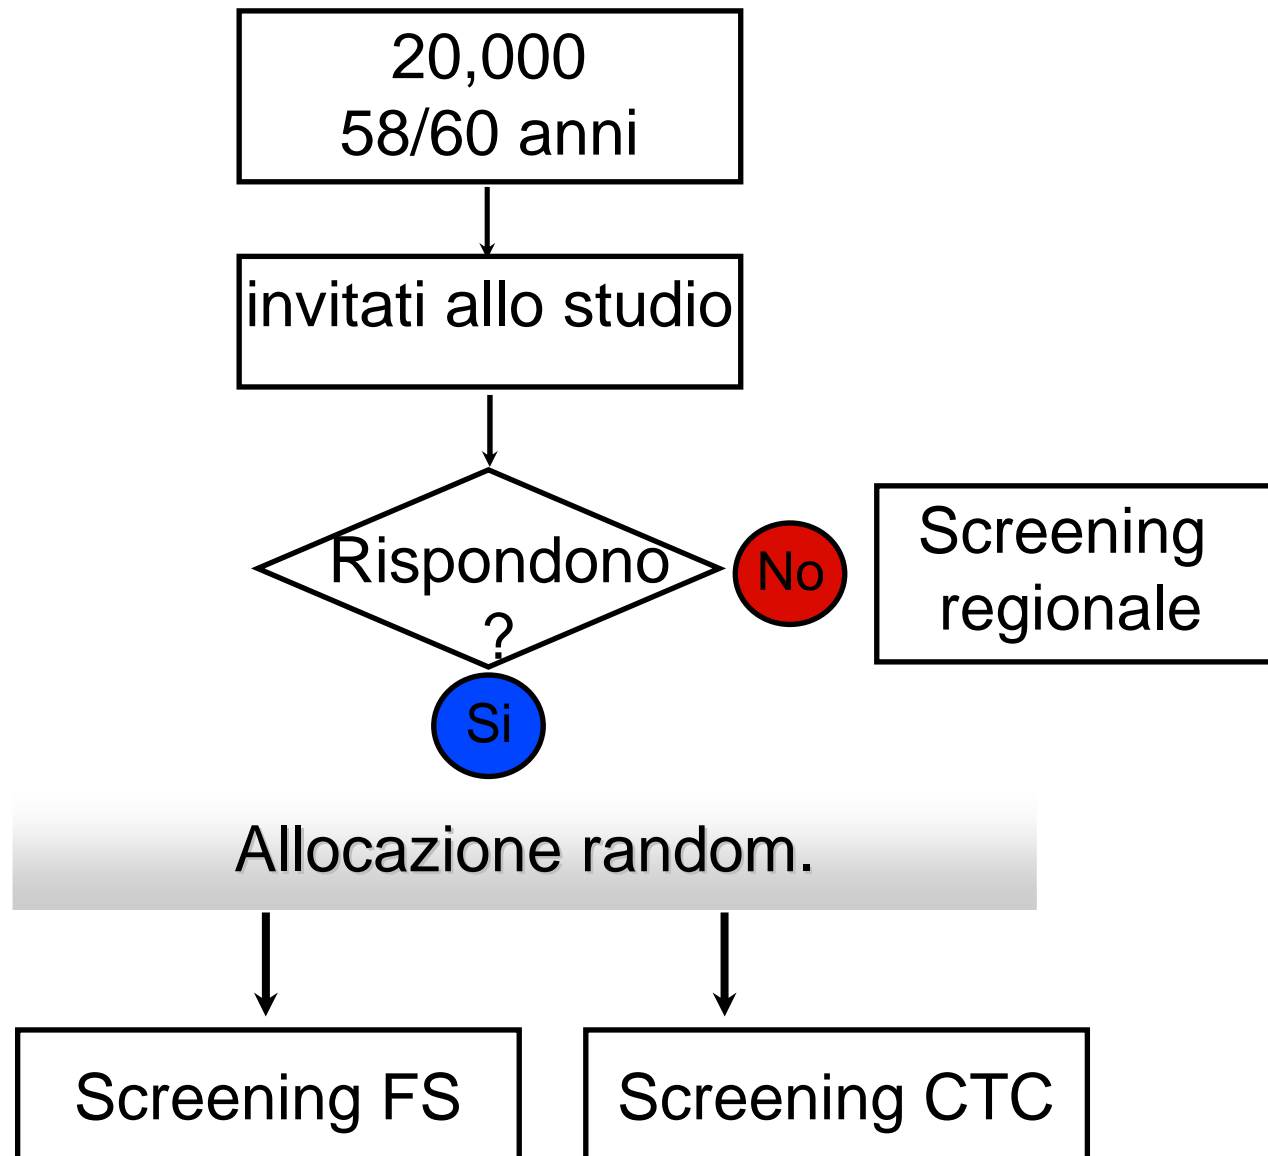 20,000
58/60 anni
invitati allo studio
Rispondono
?
No
Screening
regionale
Si
Allocazione random.
Screening FS
Screening CTC